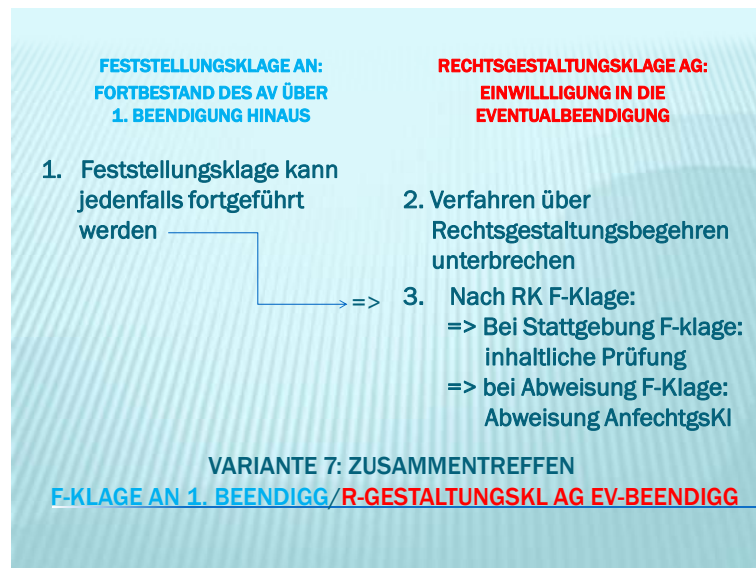 FESTSTELLUNGSKLAGE AN:
FORTBESTAND DES AV ÜBER
1. BEENDIGUNG HINAUS
RECHTSGESTALTUNGSKLAGE AG:
EINWILLLIGUNG IN DIE
EVENTUALBEENDIGUNG
1. Feststellungsklage kann
jedenfalls fortgeführt
werden
=>
2. Verfahren über
Rechtsgestaltungsbegehren
unterbrechen
3. Nach RK F-Klage:
=> Bei Stattgebung F-klage:
inhaltliche Prüfung
=> bei Abweisung F-Klage:
Abweisung AnfechtgsKl
VARIANTE 7: ZUSAMMENTREFFEN
F-KLAGE AN 1. BEENDIGG/R-GESTALTUNGSKL AG EV-BEENDIGG